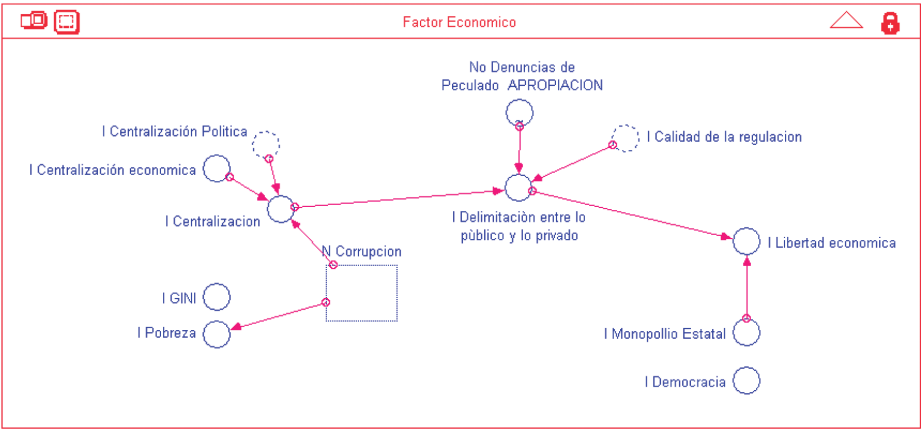 Factor Economico
No Denuncias de
Peculado APROPIACION
I Centralización Politica
I Calidad de la regulacion
I Centralización economica
I Centralizacion
I Delimitaciòn entre lo
pùblico y lo privado
I Libertad economica
N Corrupcion
I GINI
I Pobreza
I Monopollio Estatal
I Democracia